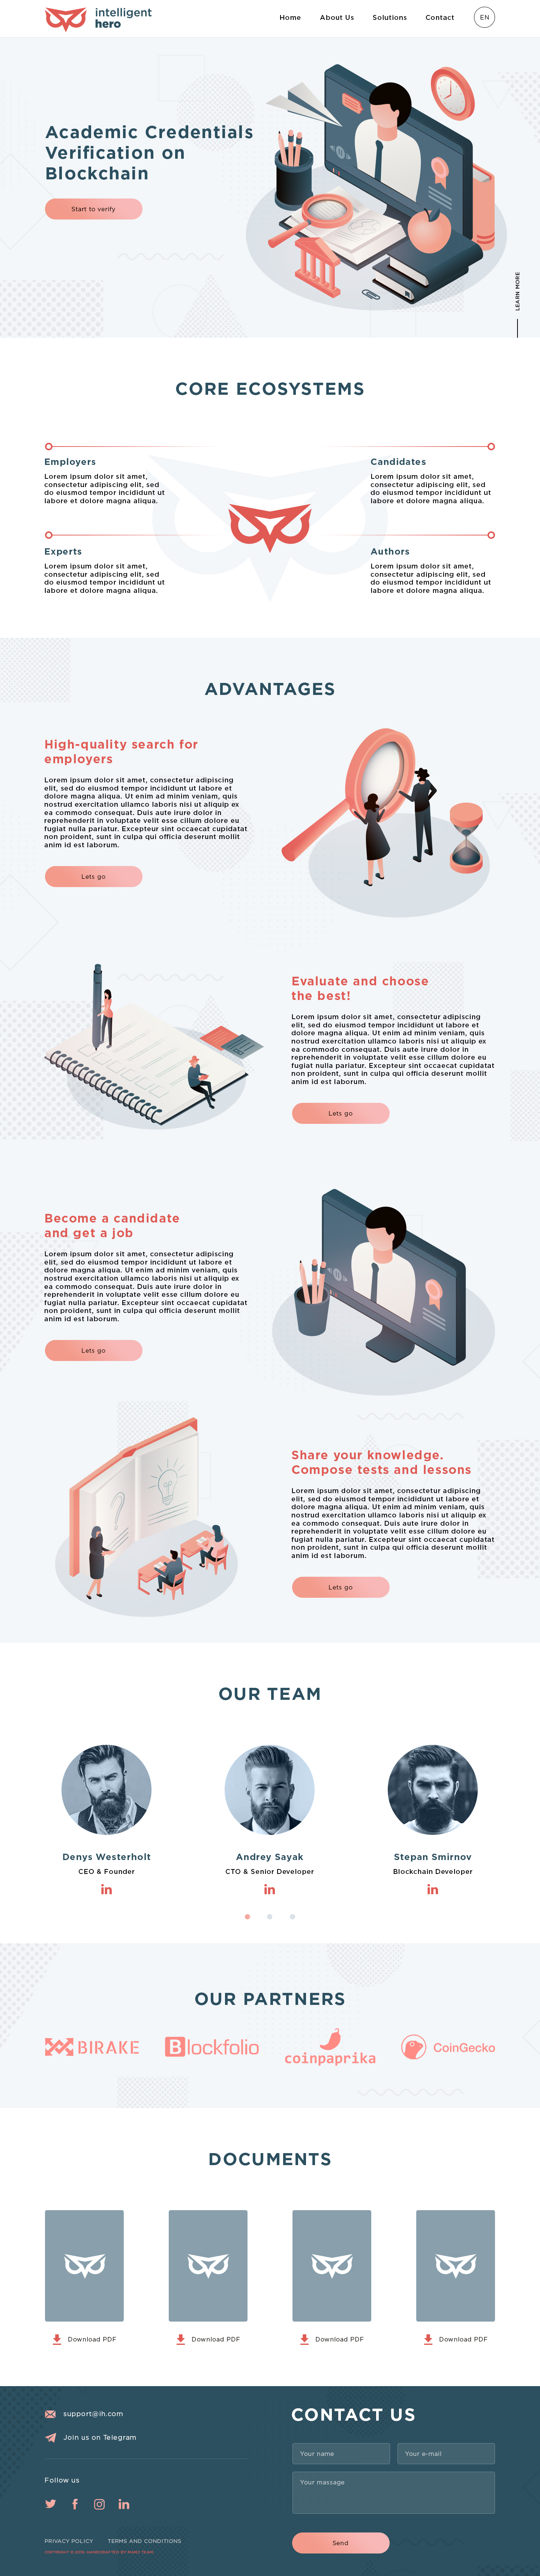 intelligent
hero
Home About Us Solutions Contact EN
Academic Credentials
Verification on
Blockchain
Start to verify
LEARN MORE
CORE ECOSYSTEMS
Employers
Lorem ipsum dolor sit amet,
consectetur adipiscing elit, sed
do eiusmod tempor incididunt ut
labore et dolore magna aliqua.
Candidates
Lorem ipsum dolor sit amet,
consectetur adipiscing elit, sed
do eiusmod tempor incididunt ut
labore et dolore magna aliqua.
Experts
Lorem ipsum dolor sit amet,
consectetur adipiscing elit, sed
do eiusmod tempor incididunt ut
labore et dolore magna aliqua.
Authors
Lorem ipsum dolor sit amet,
consectetur adipiscing elit, sed
do eiusmod tempor incididunt ut
labore et dolore magna aliqua.
ADVANTAGES
High-quality search for
employers
Lorem ipsum dolor sit amet, consectetur adipiscing
elit, sed do eiusmod tempor incididunt ut labore et
dolore magna aliqua. Ut enim ad minim veniam, quis
nostrud exercitation ullamco laboris nisi ut aliquip ex
ea commodo consequat. Duis aute irure dolor in
reprehenderit in voluptate velit esse cillum dolore eu
fugiat nulla pariatur. Excepteur sint occaecat cupidatat
non proident, sunt in culpa qui officia deserunt mollit
anim id est laborum.
Lets go
Evaluate and choose
the best!
Lorem ipsum dolor sit amet, consectetur adipiscing
elit, sed do eiusmod tempor incididunt ut labore et
dolore magna aliqua. Ut enim ad minim veniam, quis
nostrud exercitation ullamco laboris nisi ut aliquip ex
ea commodo consequat. Duis aute irure dolor in
reprehenderit in voluptate velit esse cillum dolore eu
fugiat nulla pariatur. Excepteur sint occaecat cupidatat
non proident, sunt in culpa qui officia deserunt mollit
anim id est laborum.
Lets go
Become a candidate
and get a job
Lorem ipsum dolor sit amet, consectetur adipiscing
elit, sed do eiusmod tempor incididunt ut labore et
dolore magna aliqua. Ut enim ad minim veniam, quis
nostrud exercitation ullamco laboris nisi ut aliquip ex
ea commodo consequat. Duis aute irure dolor in
reprehenderit in voluptate velit esse cillum dolore eu
fugiat nulla pariatur. Excepteur sint occaecat cupidatat
non proident, sunt in culpa qui officia deserunt mollit
anim id est laborum.
Lets go
Share your knowledge.
Compose tests and lessons
Lorem ipsum dolor sit amet, consectetur adipiscing
elit, sed do eiusmod tempor incididunt ut labore et
dolore magna aliqua. Ut enim ad minim veniam, quis
nostrud exercitation ullamco laboris nisi ut aliquip ex
ea commodo consequat. Duis aute irure dolor in
reprehenderit in voluptate velit esse cillum dolore eu
fugiat nulla pariatur. Excepteur sint occaecat cupidatat
non proident, sunt in culpa qui officia deserunt mollit
anim id est laborum.
Lets go
OUR TEAM
Denys Westerholt
CEO & Founder
in
Andrey Sayak
CTO & Senior Developer
in
Stepan Smirnov
Blockchain Developer
in
OUR PARTNERS
BIRAKE Blockfolio coinpaprika CoinGecko
DOCUMENTS
Download PDF Download PDF Download PDF Download PDF
support@ih.com
Join us on Telegram
Follow us
f in
PRIVACY POLICY TERMS AND CONDITIONS
CONTACT US
Your name Your e-mail
Your massage
Send